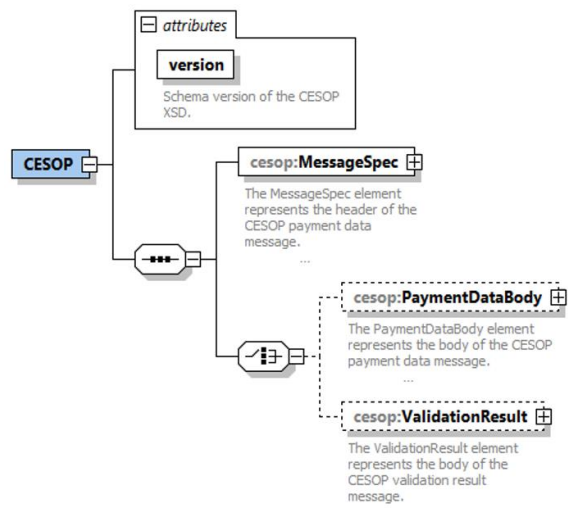 attributes
version
Schema version of the CESOP
XSD.
CESOP
cesop:MessageSpec
The MessageSpec element
represents the header of the
CESOP payment data
message.
...
cesop:PaymentDataBody
The PaymentDataBody element
represents the body of the CESOP
payment data message.
...
cesop:ValidationResult
The ValidationResult element
represents the body of the
CESOP validation result
message.